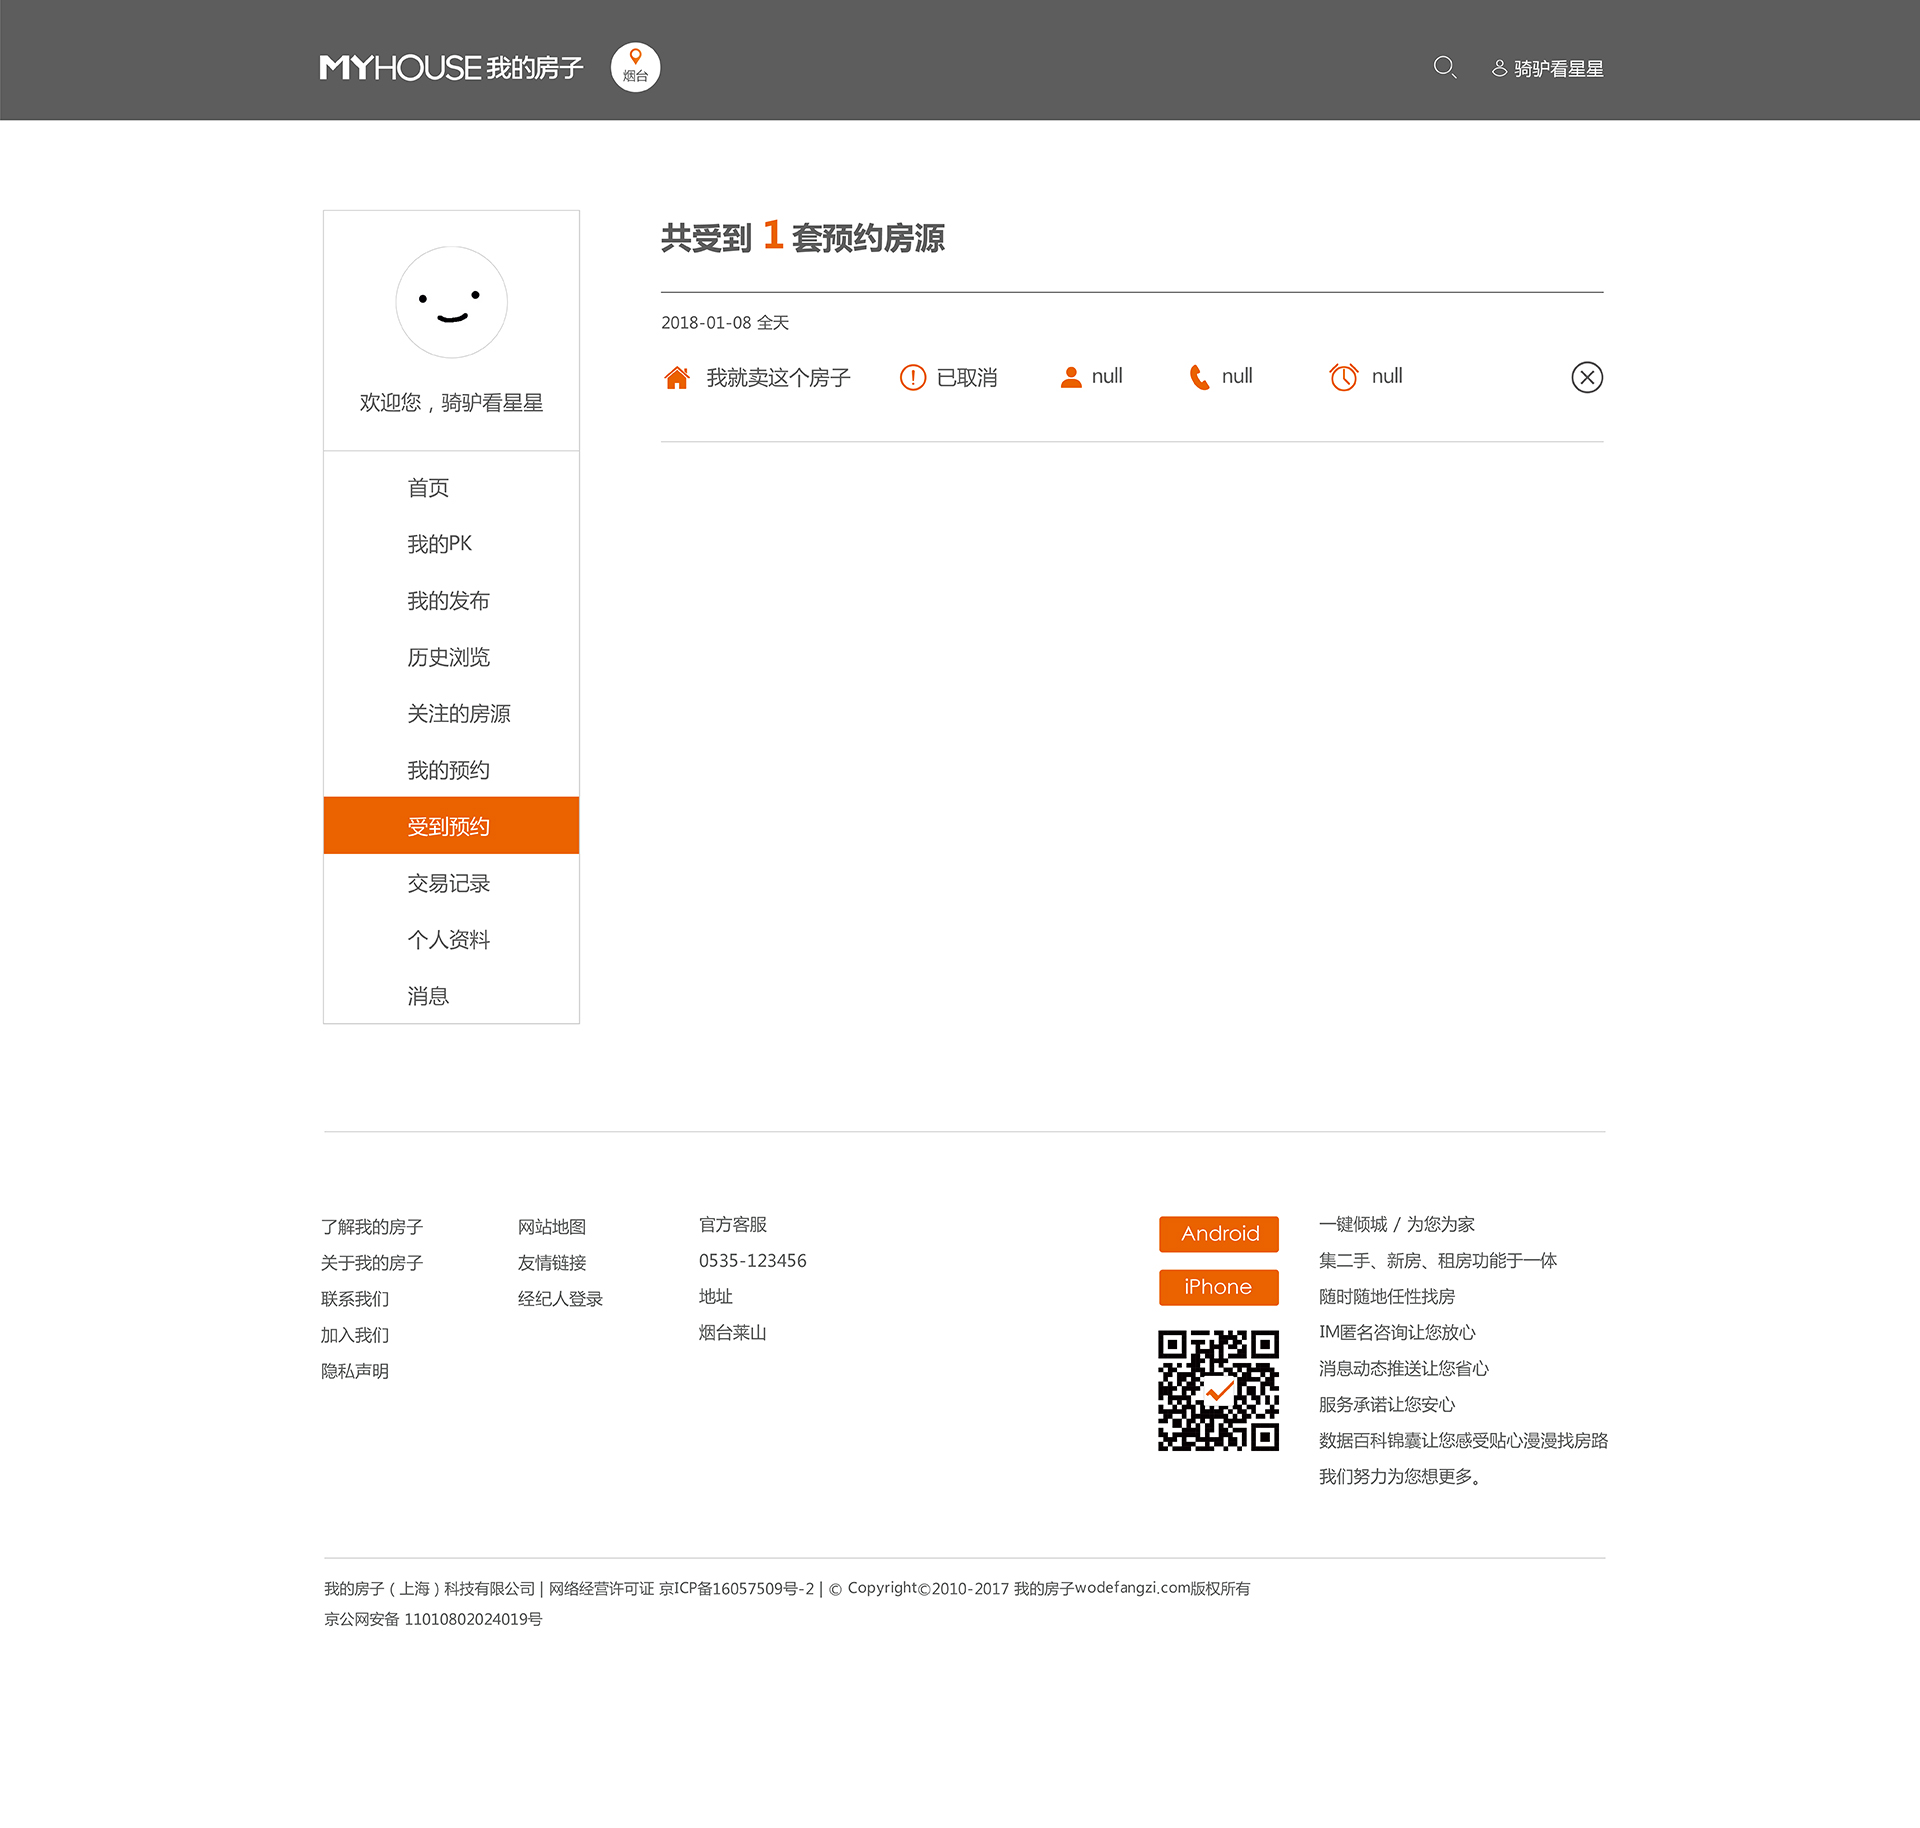 MYHOUSE 我的房子
烟台
骑驴看星星
欢迎您，骑驴看星星
首页
我的PK
我的发布
历史浏览
关注的房源
我的预约
受到预约
交易记录
个人资料
消息
共受到 1 套预约房源
2018-01-08 全天
我就卖这个房子 已取消 null null null
了解我的房子
关于我的房子
联系我们
加入我们
隐私声明
网站地图
友情链接
经纪人登录
官方客服
0535-123456
地址
烟台莱山
Android
iPhone
一键倾城 / 为您为家
集二手、新房、租房功能于一体
随时随地任性找房
IM匿名咨询让您放心
消息动态推送让您省心
服务承诺让您安心
数据百科锦囊让您感受贴心漫漫找房路
我们努力为您想更多。
我的房子（上海）科技有限公司 | 网络经营许可证 京ICP备16057509号-2 | © Copyright©2010-2017 我的房子wodefangzi.com版权所有
京公网安备 11010802024019号